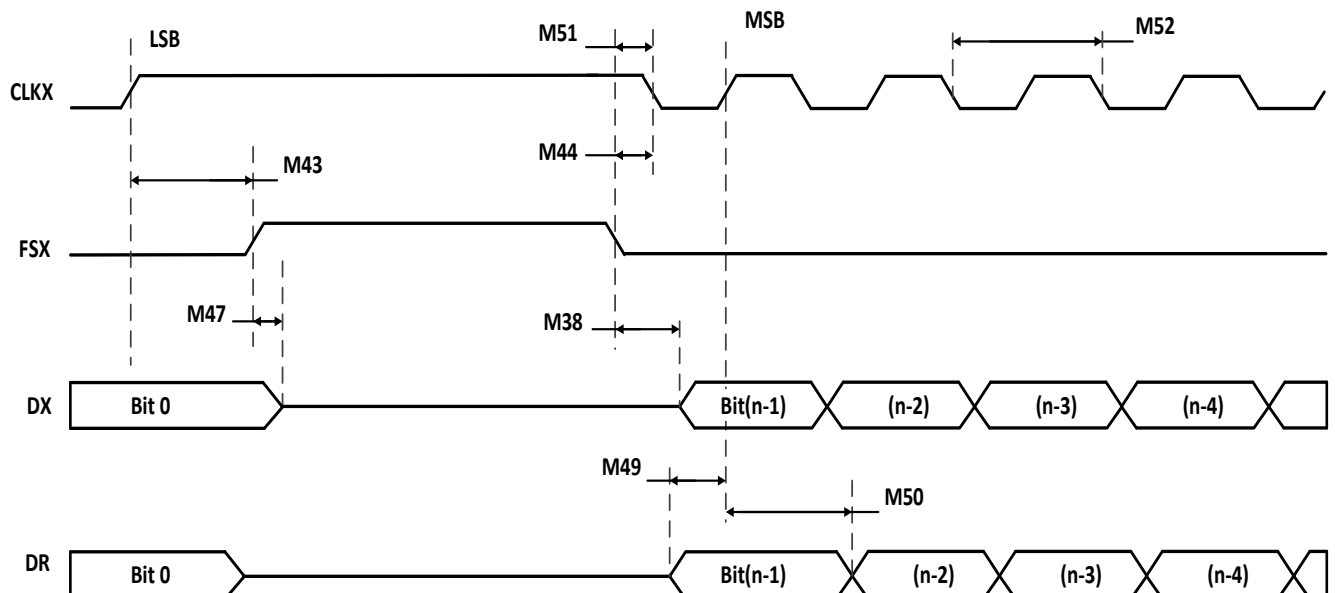 LSB
M51
MSB
M52
CLKX
M44
M43
FSX
M47
M38
DX
Bit 0
Bit(n-1)
(n-2)
(n-3)
(n-4)
M49
M50
DR
Bit 0
Bit(n-1)
(n-2)
(n-3)
(n-4)